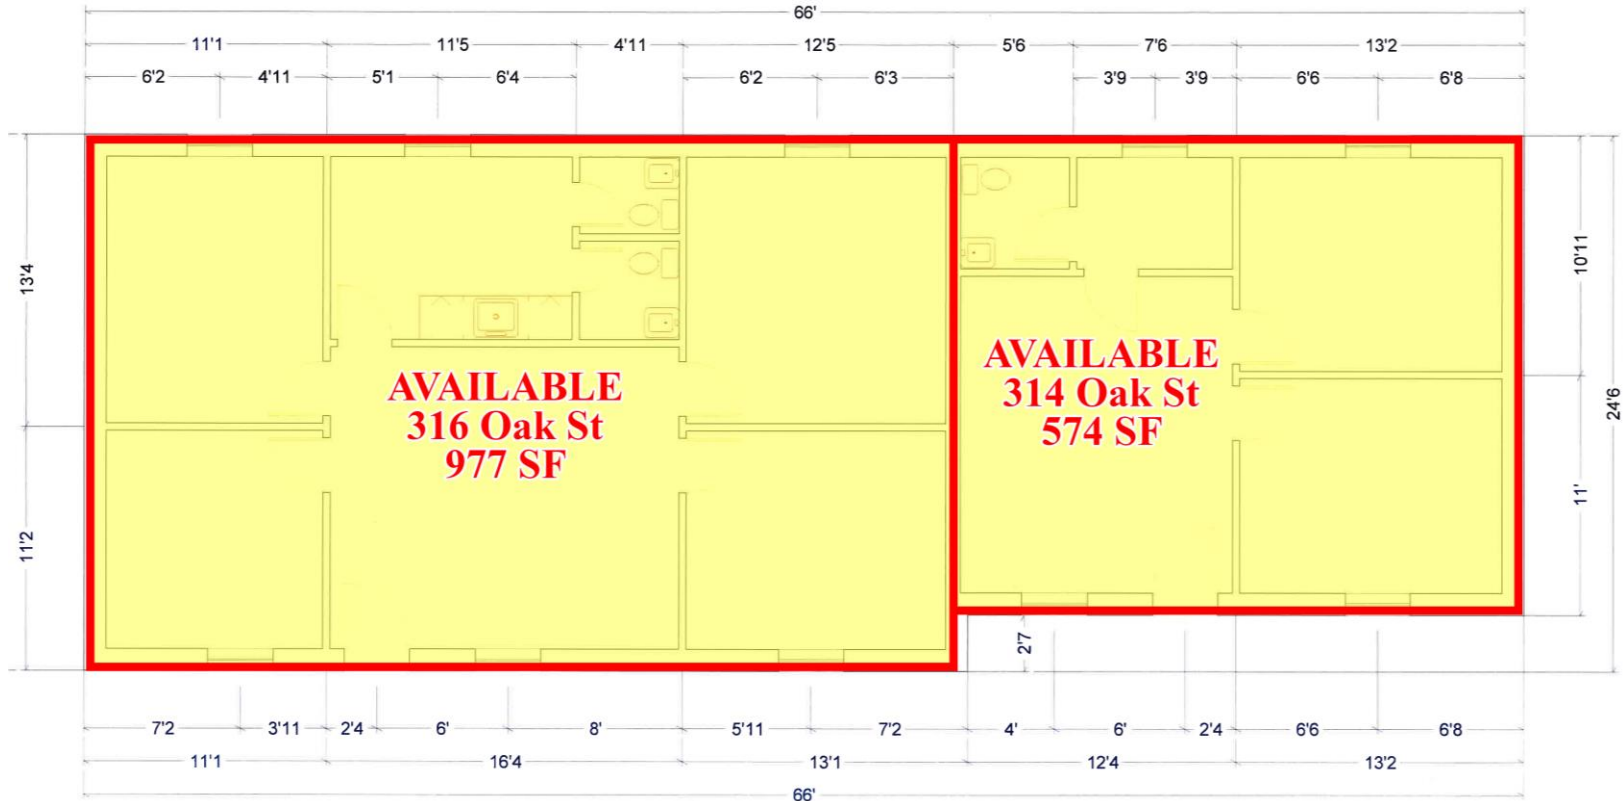 66'
11'1 11'5 4'11 12'5 5'6 7'6 13'2
6'2 4'11 5'1 6'4 6'2 6'3 3'9 3'9 6'6 6'8
13'4
11'2
AVAILABLE
316 Oak St
977 SF
AVAILABLE
314 Oak St
574 SF
10'11
11'
24'6
2'7
7'2 3'11 2'4 6' 8' 5'11 7'2 4' 6' 2'4 6'6 6'8
11'1 16'4 13'1 12'4 13'2
66'